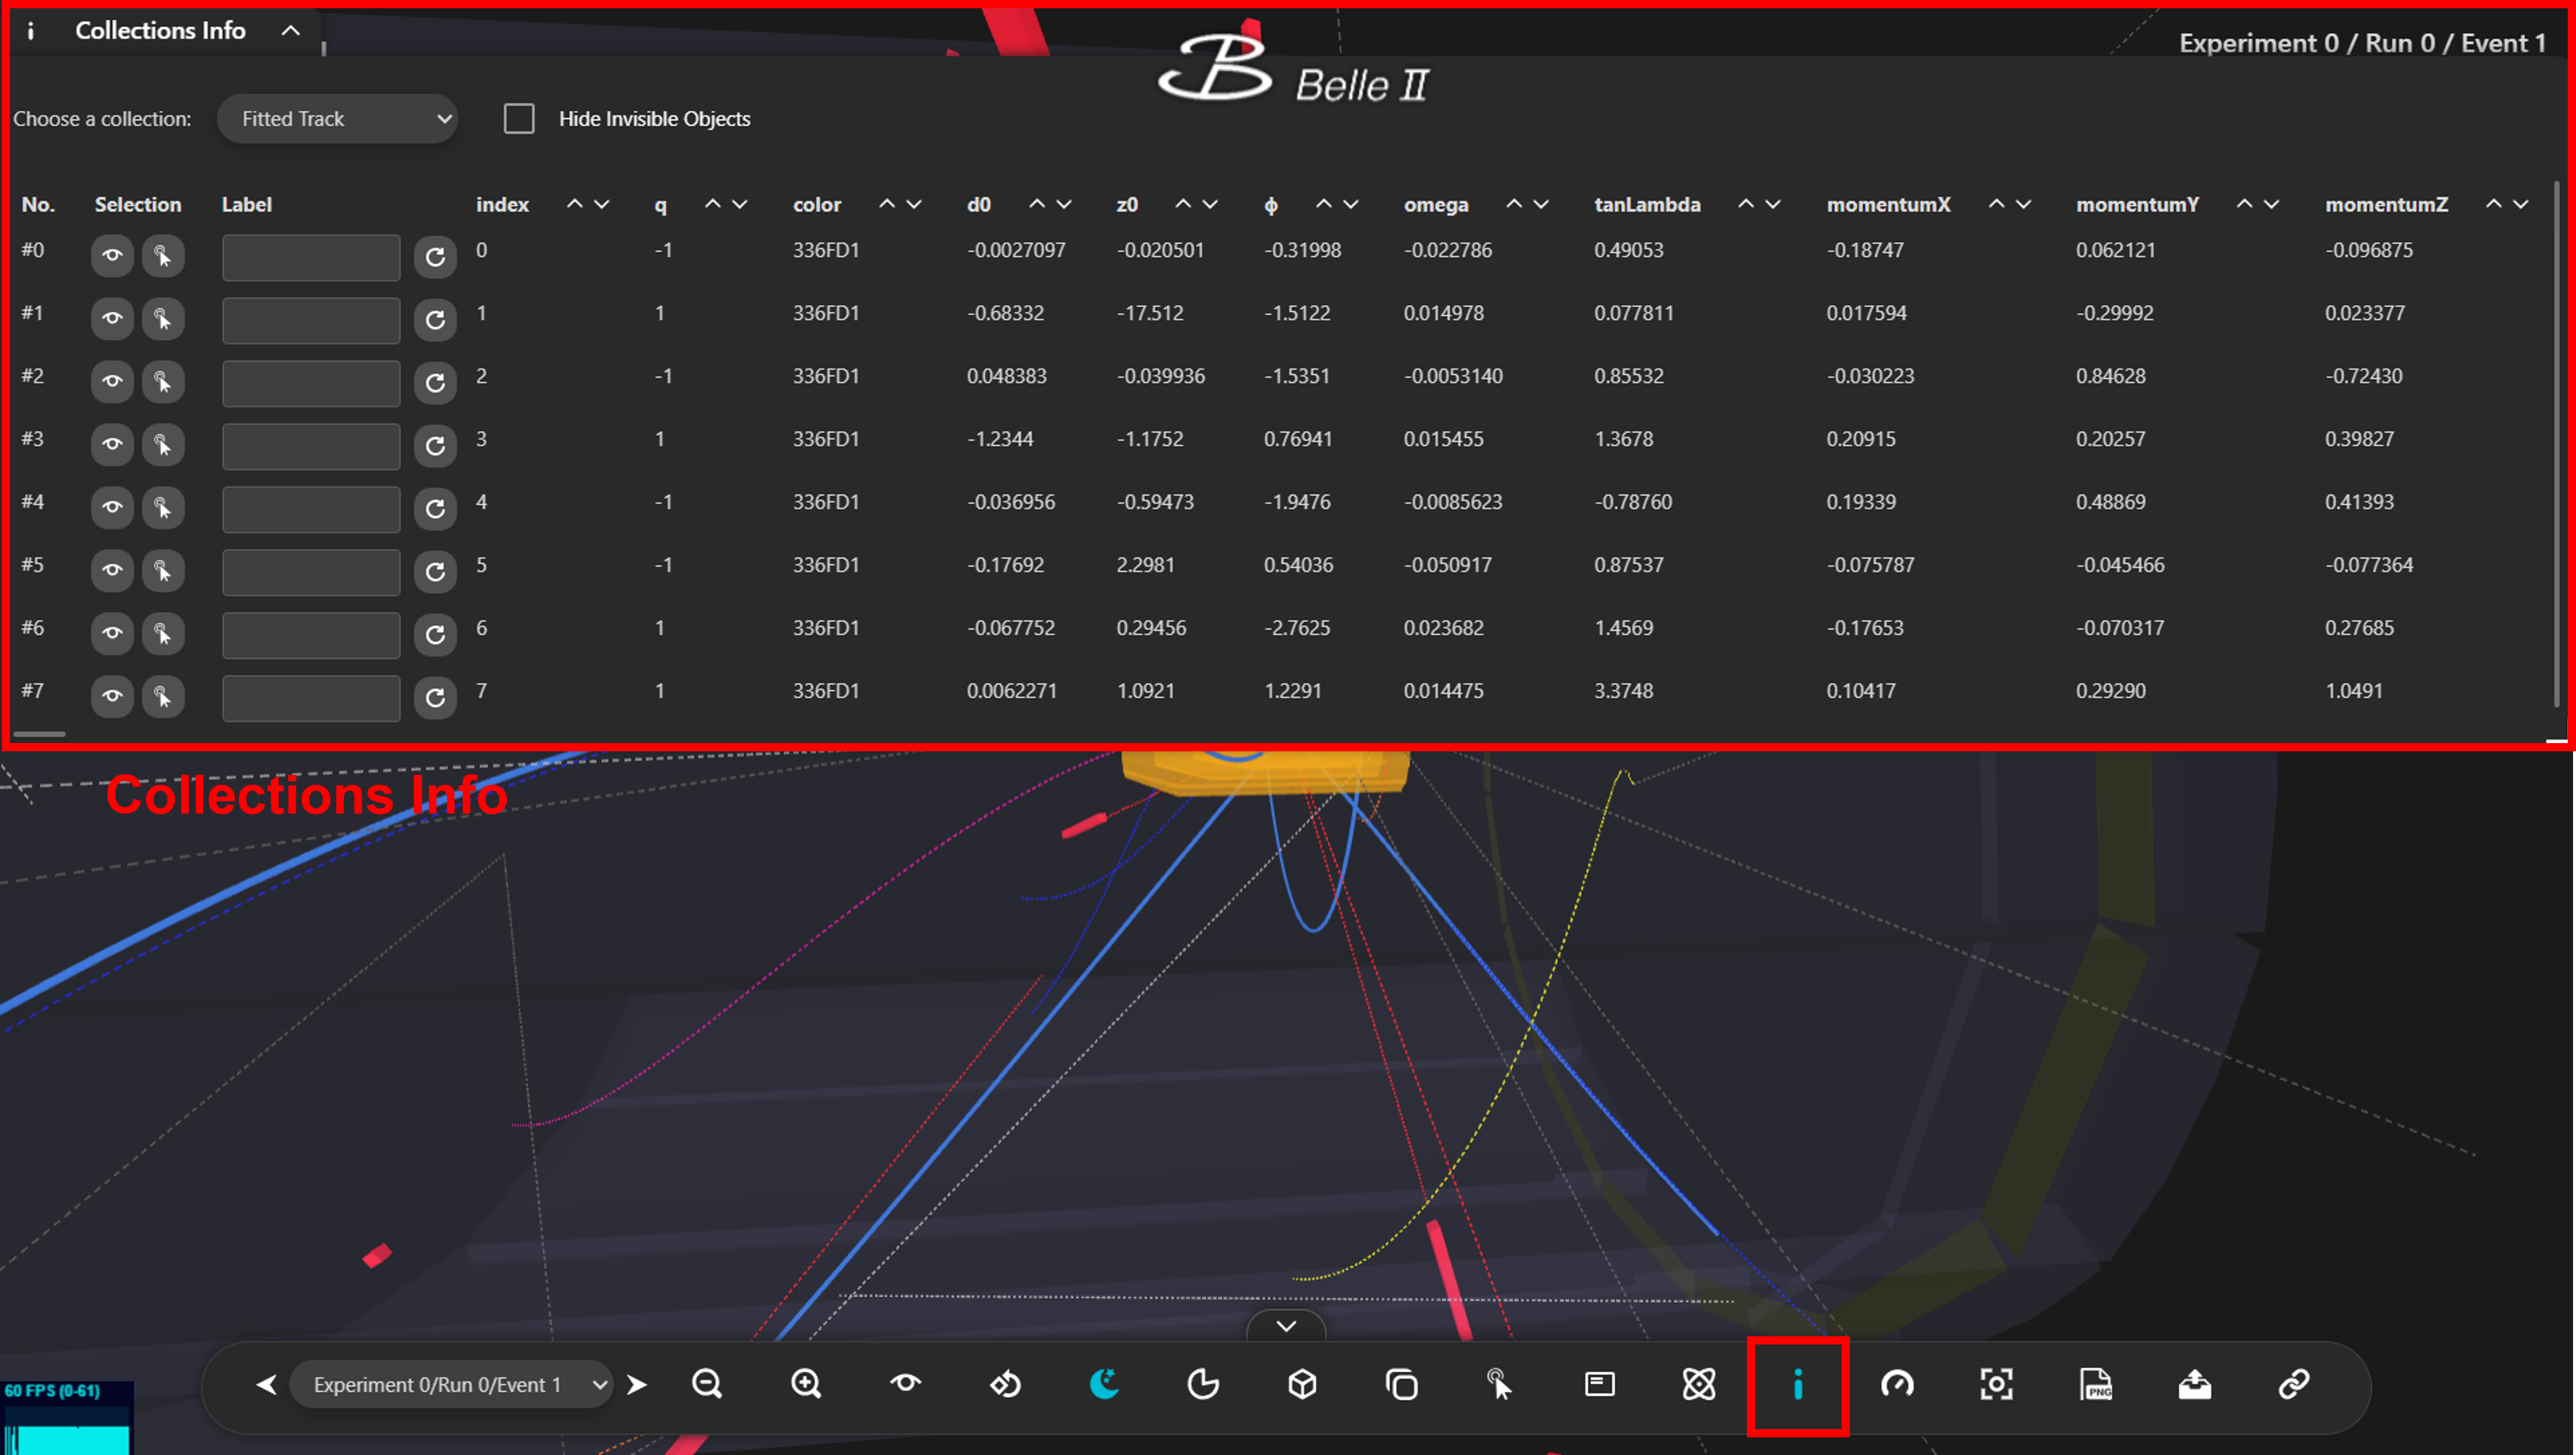 Collections Info
Experiment 0 / Run 0 / Event 1
Belle II
Choose a collection: Fitted Track Hide Invisible Objects
No. Selection Label index q color d0 z0 ϕ omega tanLambda momentumX momentumY momentumZ
#0 0 -1 336FD1 -0.0027097 -0.020501 -0.31998 -0.022786 0.49053 -0.18747 0.062121 -0.096875
#1 1 1 336FD1 -0.68332 -17.512 -1.5122 0.014978 0.077811 0.017594 -0.29992 0.023377
#2 2 -1 336FD1 0.048383 -0.039936 -1.5351 -0.0053140 0.85532 -0.030223 0.84628 -0.72430
#3 3 1 336FD1 -1.2344 -1.1752 0.76941 0.015455 1.3678 0.20915 0.20257 0.39827
#4 4 -1 336FD1 -0.036956 -0.59473 -1.9476 -0.0085623 -0.78760 0.19339 0.48869 0.41393
#5 5 -1 336FD1 -0.17692 2.2981 0.54036 -0.050917 0.87537 -0.075787 -0.045466 -0.077364
#6 6 1 336FD1 -0.067752 0.29456 -2.7625 0.023682 1.4569 -0.17653 -0.070317 0.27685
#7 7 1 336FD1 0.0062271 1.0921 1.2291 0.014475 3.3748 0.10417 0.29290 1.0491
Collections Info
Experiment 0/Run 0/Event 1
PNG
60 FPS (0-61)